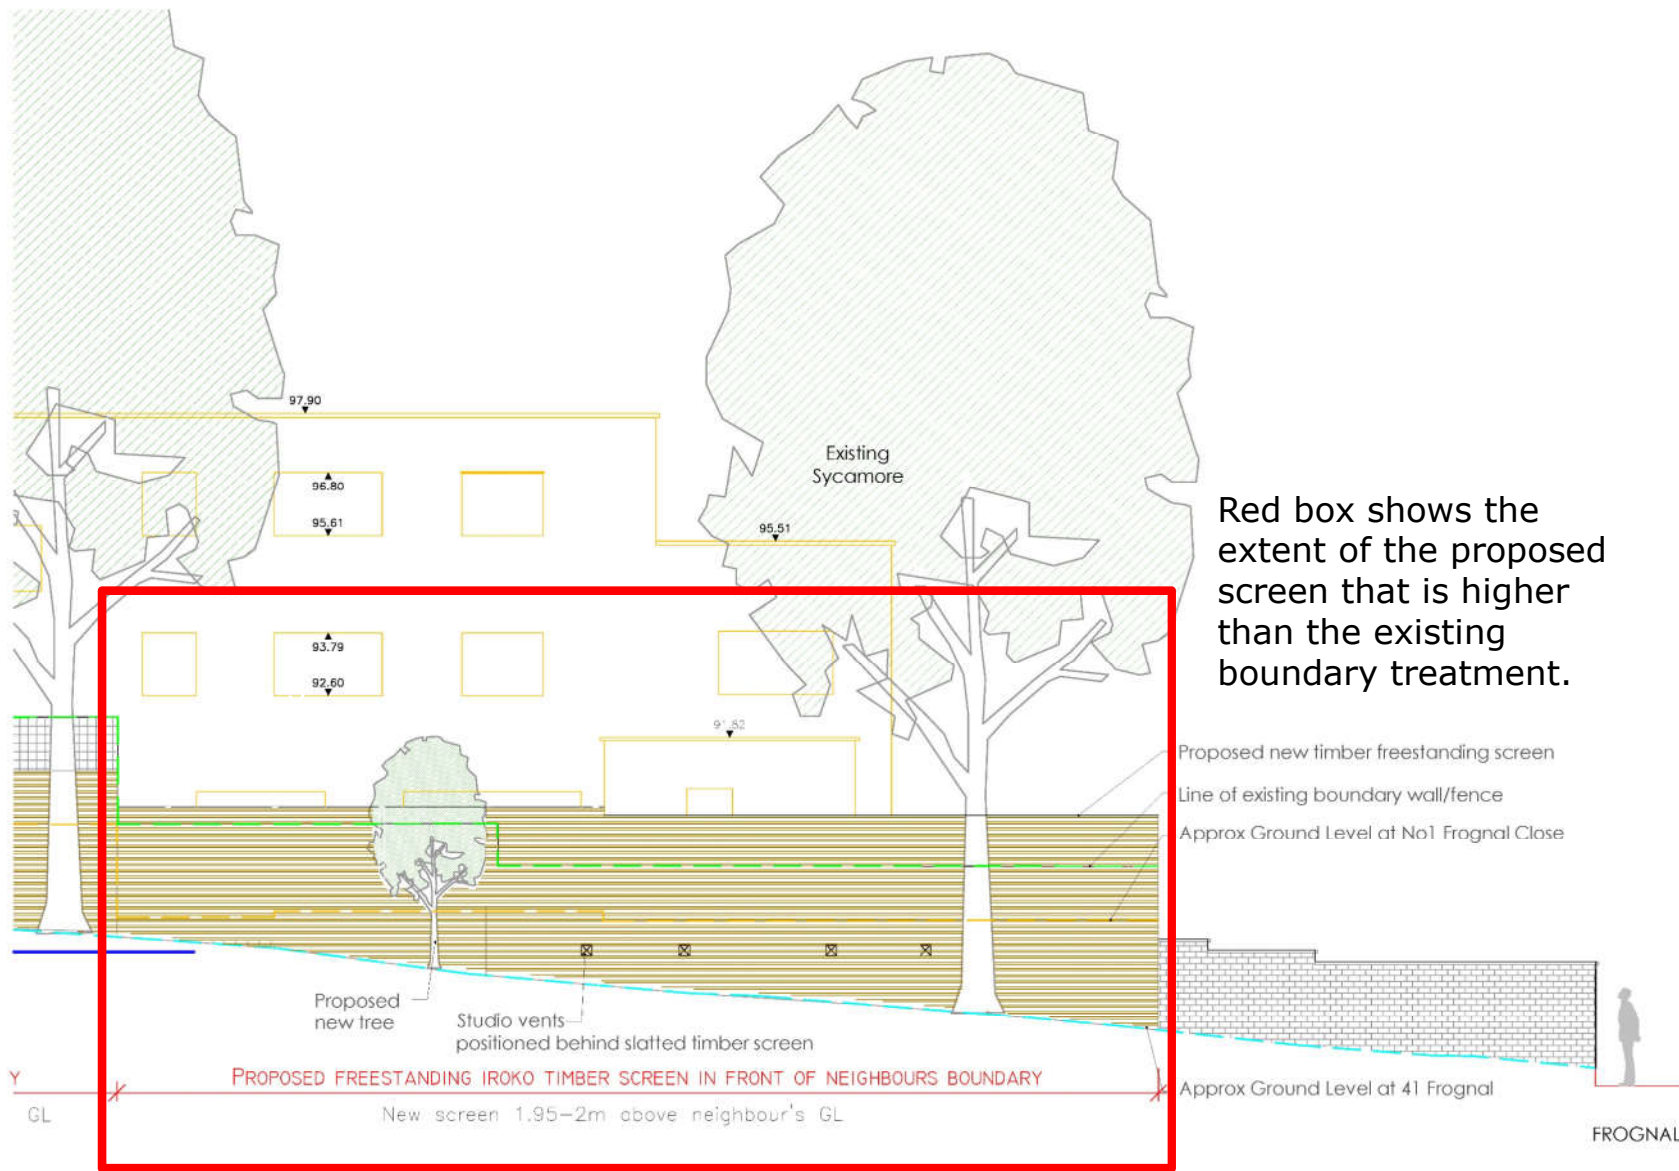 97.90
96.80
95.61
Existing
Sycamore
95.51
Red box shows the
extent of the proposed
screen that is higher
than the existing
boundary treatment.
93.79
92.60
91.82
Proposed new timber freestanding screen
Line of existing boundary wall/fence
Approx Ground Level at No1 Frognal Close
Proposed
new tree
Studio vents
positioned behind slatted timber screen
Y
PROPOSED FREESTANDING IROKO TIMBER SCREEN IN FRONT OF NEIGHBOURS BOUNDARY
Approx Ground Level at 41 Frognal
GL
New screen 1.95-2m above neighbour's GL
FROGNAL